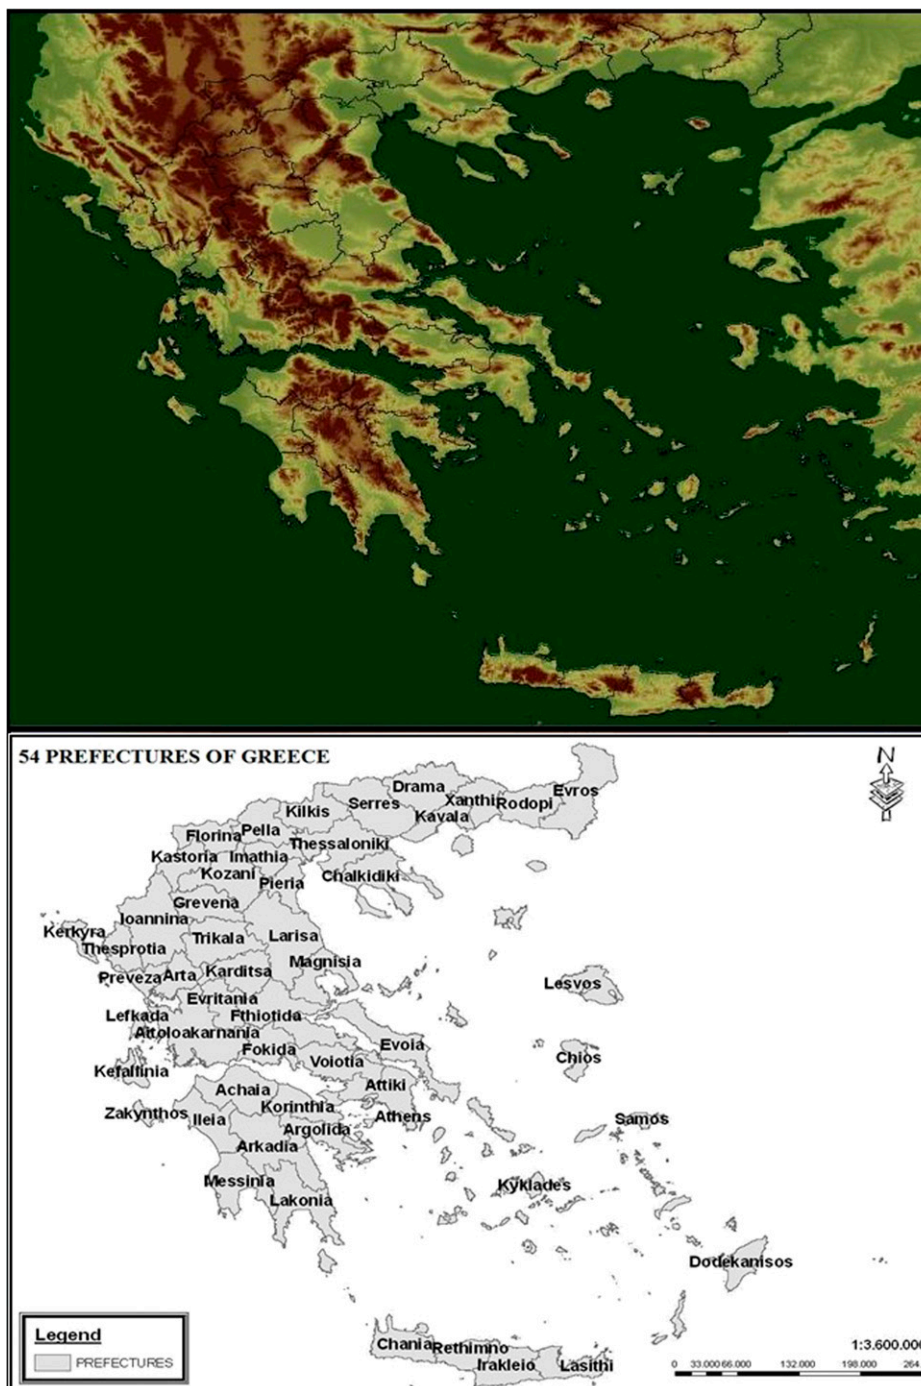 54 PREFECTURES OF GREECE
N
Drama
Evros
Xanthi
Rodopi
Serres
Kilkis
Kavala
Pella
Florina
Thessaloniki
Kastoria
Imathia
Kozani
Pieria
Chalkidiki
Grevena
Ioannina
Kerkyra
Trikala
Larisa
Thesprotia
Magnisia
Preveza
Arta
Karditsa
Lesvos
Evritania
Lefkada
Fthiotida
Aitoloakarnania
Evoia
Fokida
Voiotia
Chios
Kefallinia
Attiki
Achaia
Korinthia
Zakynthos
Ileia
Athens
Samos
Argolida
Arkadia
Messinia
Kyklades
Lakonia
Dodekanisos
Legend
PREFECTURES
Chania
Rethimno
Irakleio
Lasithi
1:3.600.000
0 33.000 66.000 132.000 198.000 264.